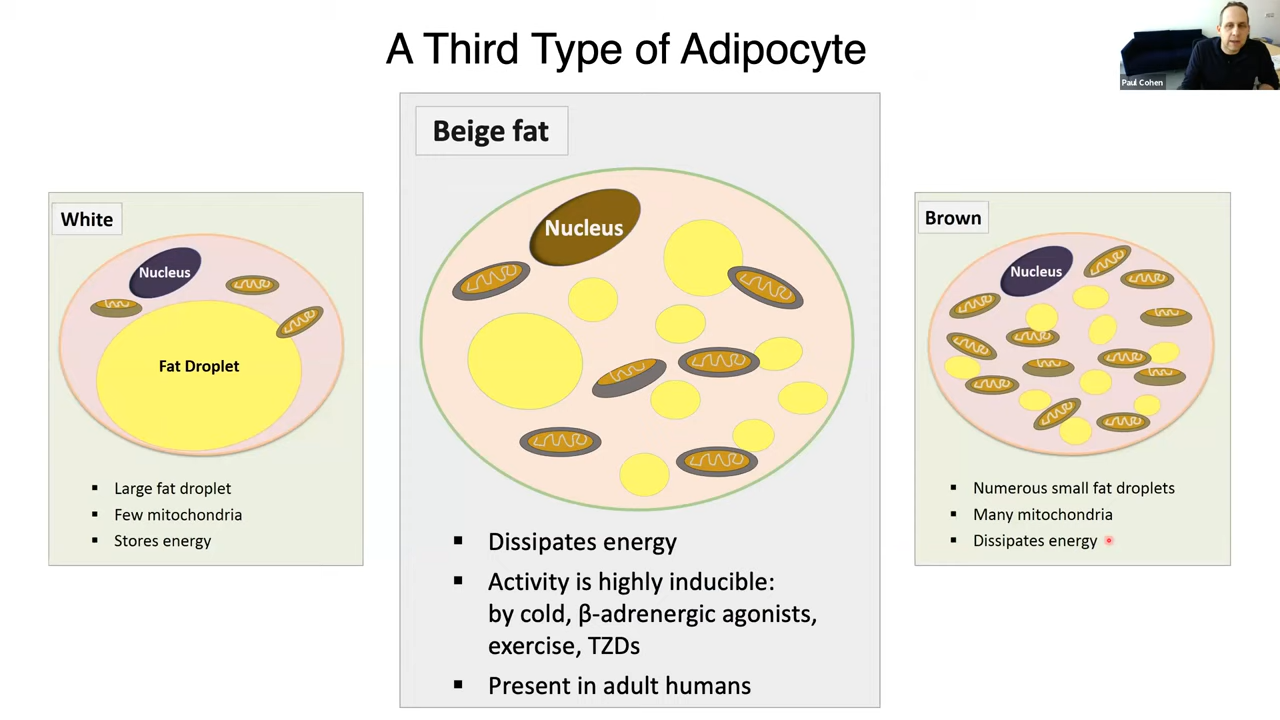 A Third Type of Adipocyte
Paul Cohen
White
Nucleus
Fat Droplet
▪ Large fat droplet
▪ Few mitochondria
▪ Stores energy
Beige fat
Nucleus
▪ Dissipates energy
▪ Activity is highly inducible:
by cold, β-adrenergic agonists,
exercise, TZDs
▪ Present in adult humans
Brown
Nucleus
▪ Numerous small fat droplets
▪ Many mitochondria
▪ Dissipates energy